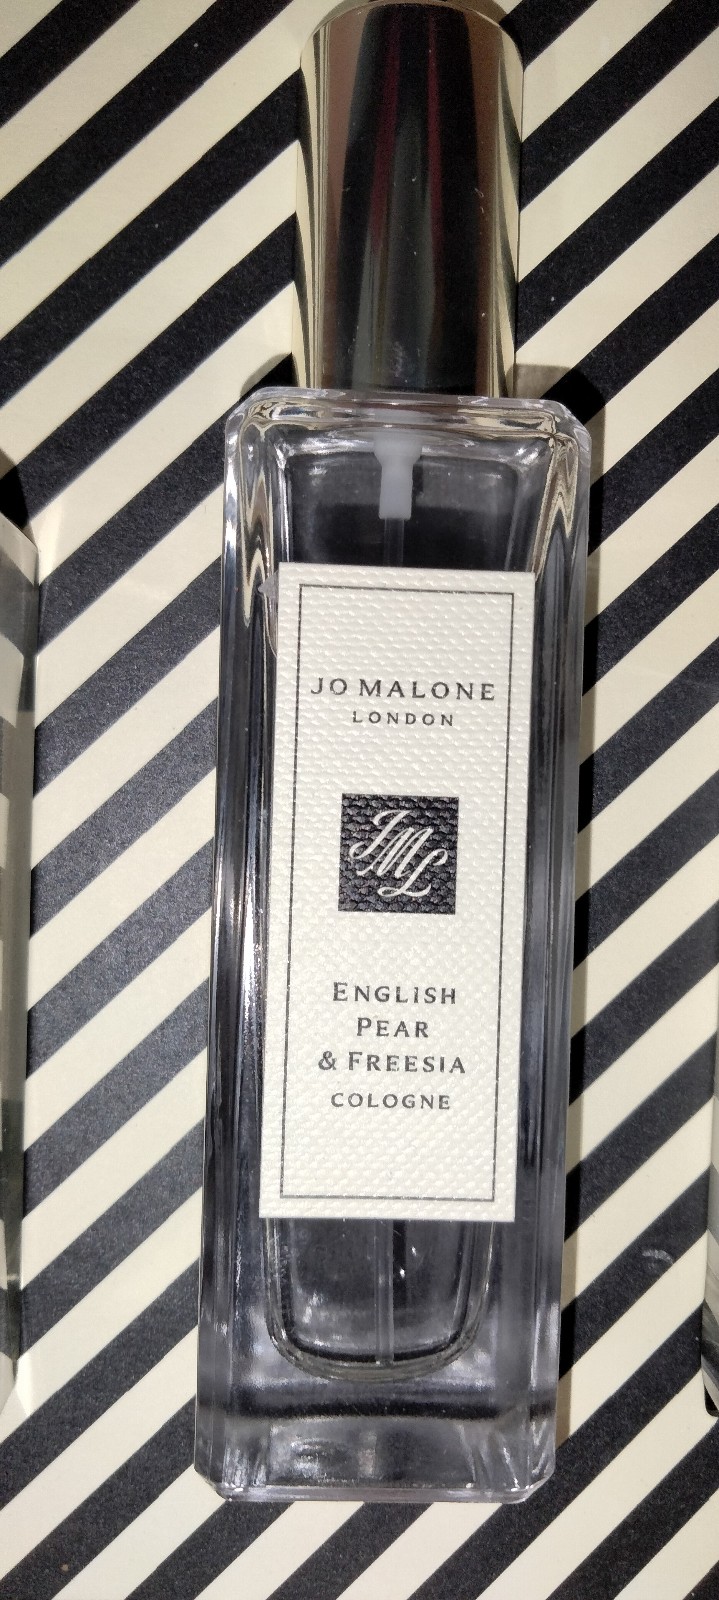 JO MALONE
LONDON
JML
ENGLISH
PEAR
& FREESIA
COLOGNE